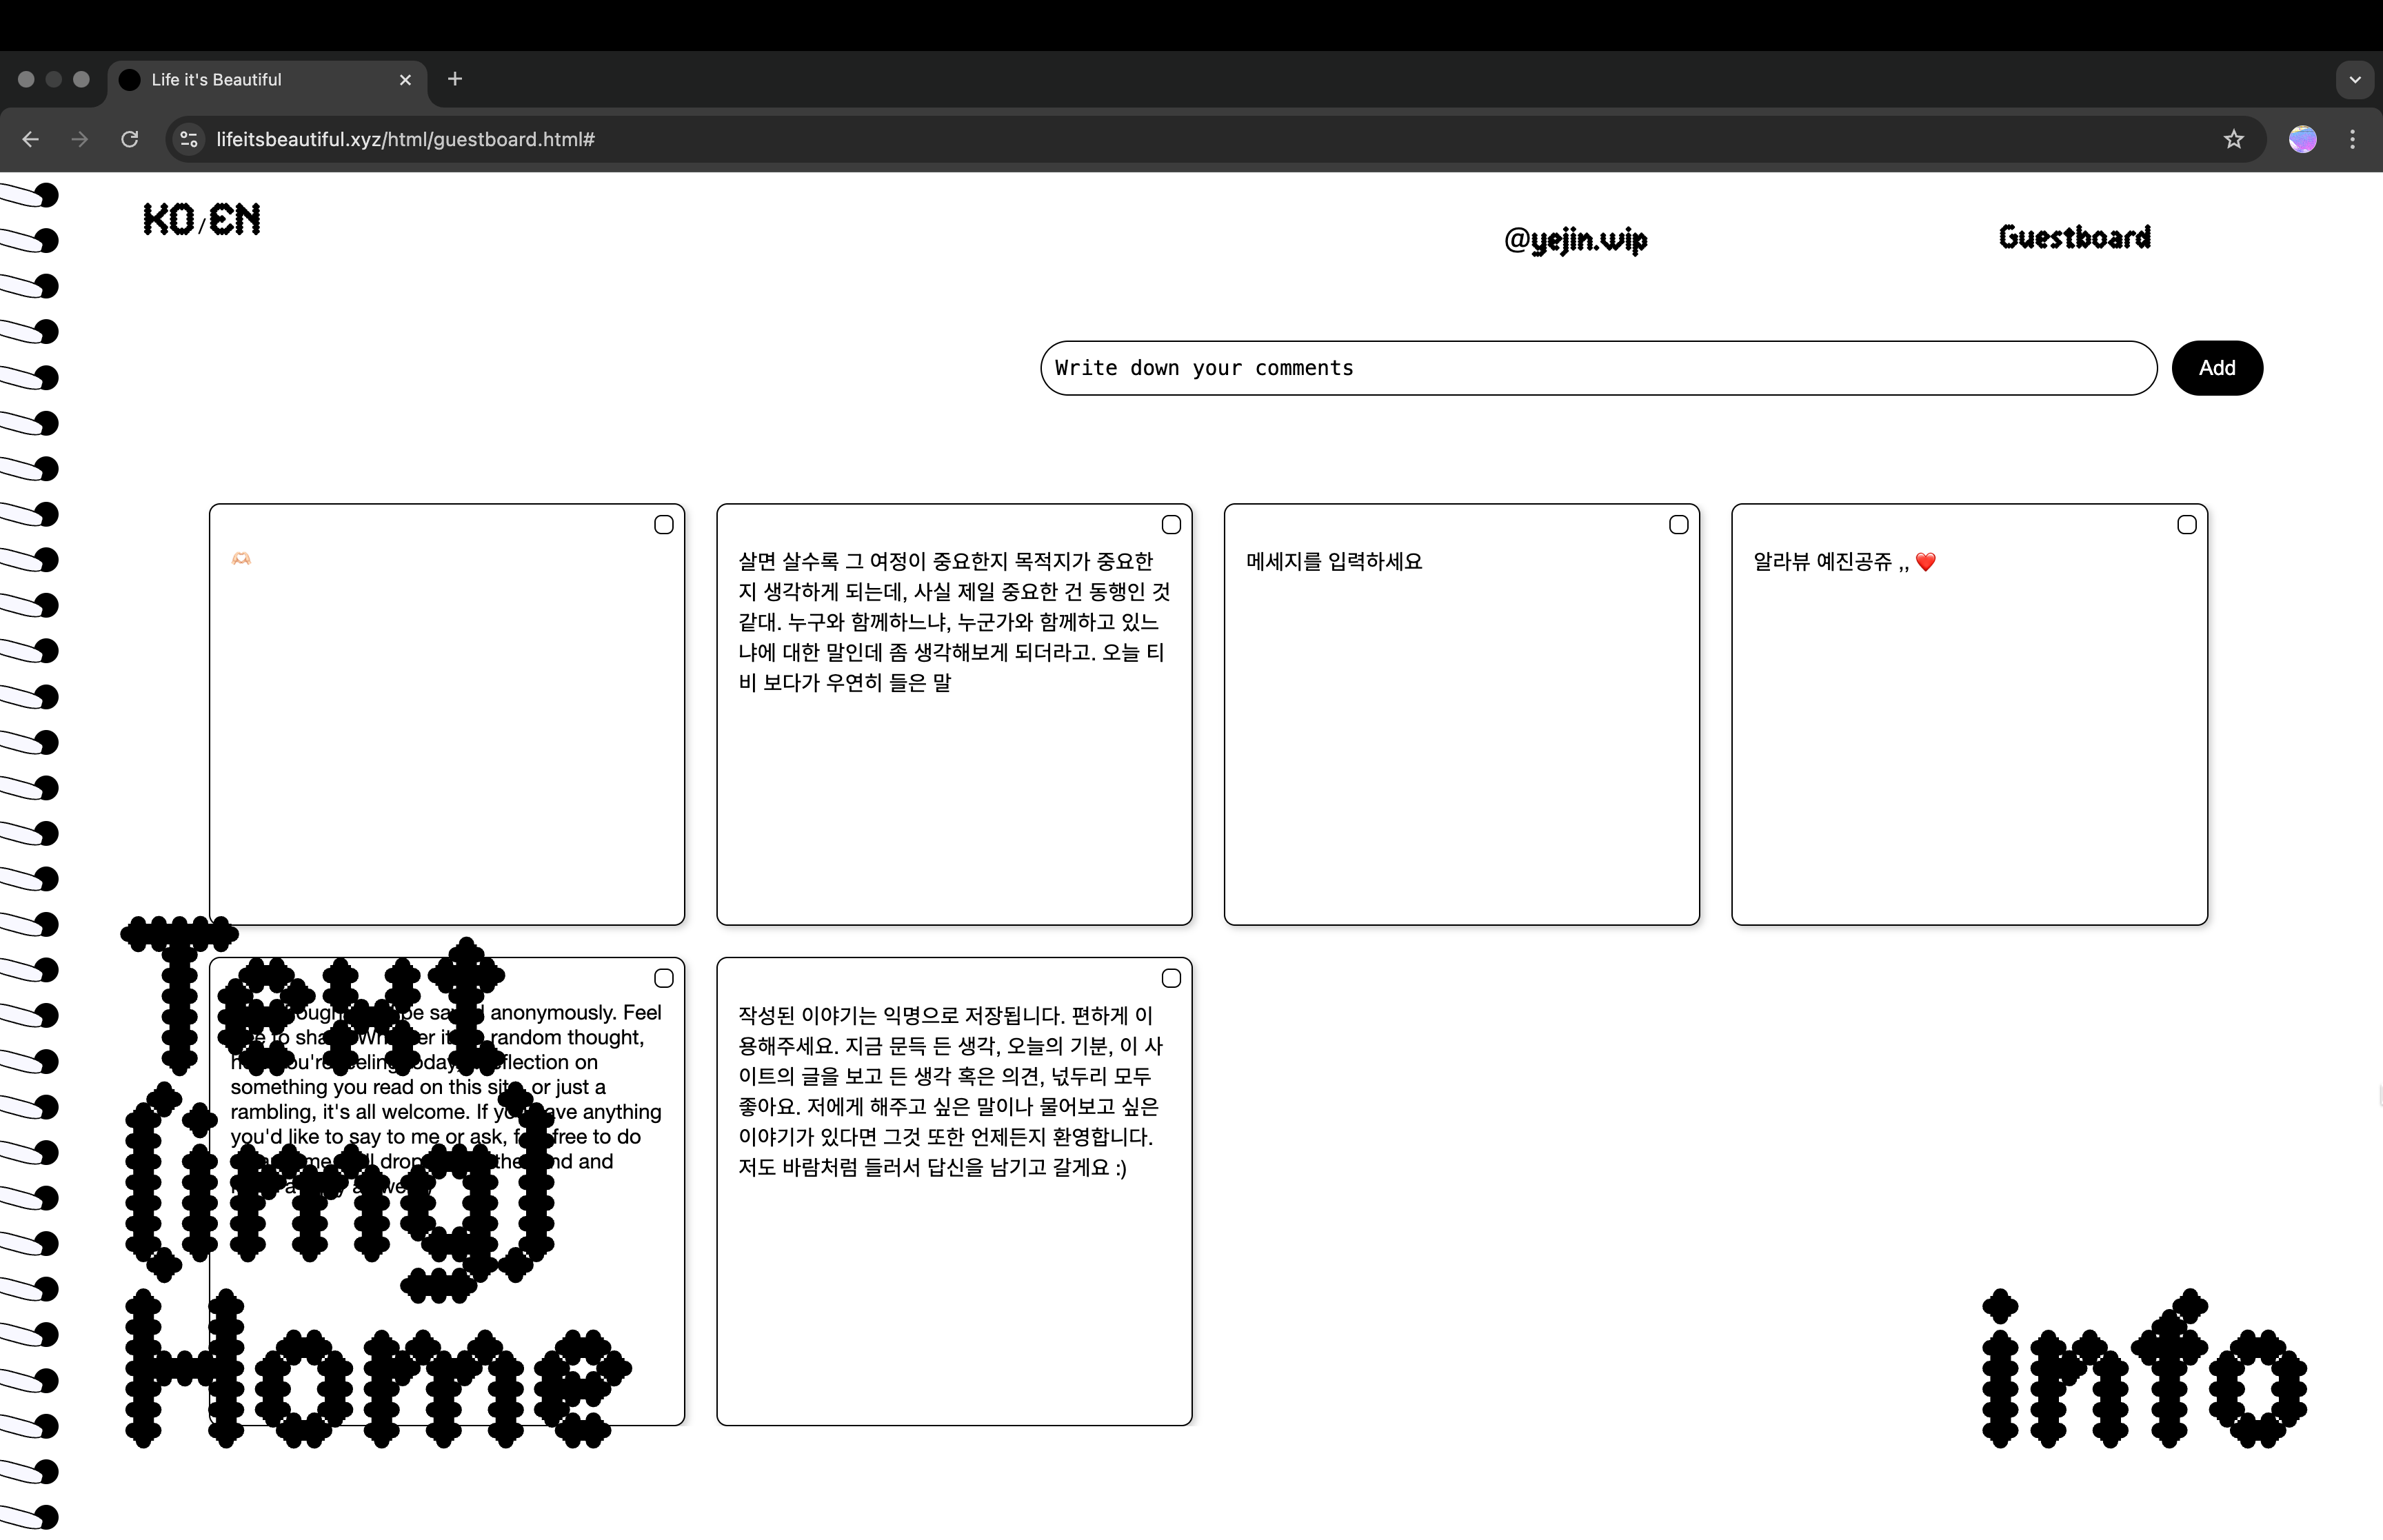 Life it's Beautiful
lifeitsbeautiful.xyz/html/guestboard.html#
KO/EN
@yejin.wip
Guestboard
Write down your comments
Add
🫶🏻
살면 살수록 그 여정이 중요한지 목적지가 중요한
지 생각하게 되는데, 사실 제일 중요한 건 동행인 것
같대. 누구와 함께하느냐, 누군가와 함께하고 있느
냐에 대한 말인데 좀 생각해보게 되더라고. 오늘 티
비 보다가 우연히 들은 말
메세지를 입력하세요
알라뷰 예진공쥬 ,, ❤️
be anonymously. Feel
to random thought,
reflection on
something you read on this site, or just a
rambling, it's all welcome. If you have anything
you'd like to say to me or ask, feel free to do
the and
작성된 이야기는 익명으로 저장됩니다. 편하게 이
용해주세요. 지금 문득 든 생각, 오늘의 기분, 이 사
이트의 글을 보고 든 생각 혹은 의견, 넋두리 모두
좋아요. 저에게 해주고 싶은 말이나 물어보고 싶은
이야기가 있다면 그것 또한 언제든지 환영합니다.
저도 바람처럼 들러서 답신을 남기고 갈게요 :)
Text
(img)
Home
info